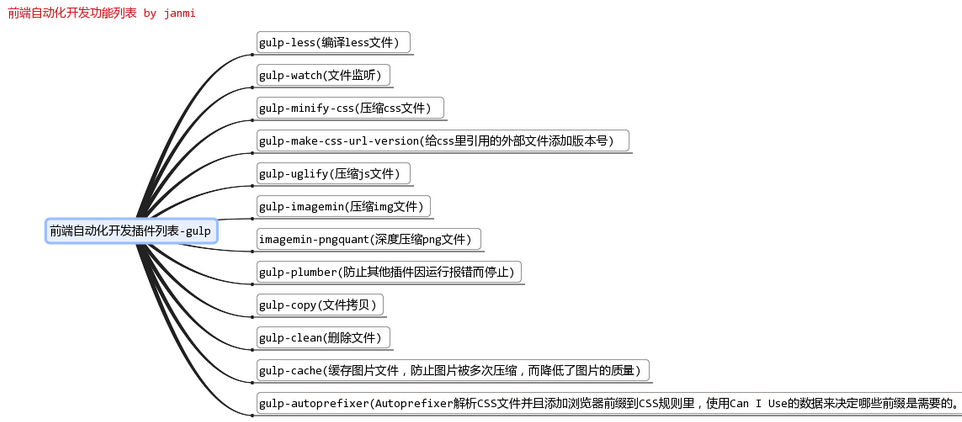 前端自动化开发功能列表 by janmi
gulp-less(编译less文件)
gulp-watch(文件监听)
gulp-minify-css(压缩css文件)
gulp-make-css-url-version(给css里引用的外部文件添加版本号)
gulp-uglify(压缩js文件)
gulp-imagemin(压缩img文件)
前端自动化开发插件列表-gulp
imagemin-pngquant(深度压缩png文件)
gulp-plumber(防止其他插件因运行报错而停止)
gulp-copy(文件拷贝)
gulp-clean(删除文件)
gulp-cache(缓存图片文件，防止图片被多次压缩，而降低了图片的质量)
gulp-autoprefixer(Autoprefixer解析CSS文件并且添加浏览器前缀到CSS规则里，使用Can I Use的数据来决定哪些前缀是需要的。